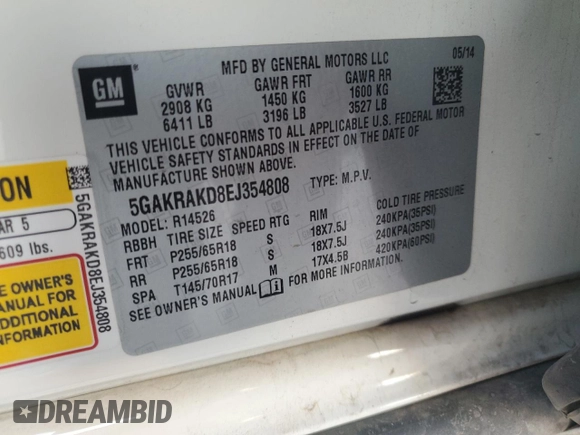 MFD BY GENERAL MOTORS LLC 05/14
GM
GVWR GAWR FRT GAWR RR
2908 KG 1450 KG 1600 KG
6411 LB 3196 LB 3527 LB
THIS VEHICLE CONFORMS TO ALL APPLICABLE U.S. FEDERAL MOTOR
VEHICLE SAFETY STANDARDS IN EFFECT ON THE DATE OF
MANUFACTURE SHOWN ABOVE.
5GAKRAKD8EJ354808 TYPE: M.P.V.
MODEL: R14526
RBBH TIRE SIZE SPEED RTG RIM COLD TIRE PRESSURE
FRT P255/65R18 S 18X7.5J 240KPA(35PSI)
RR P255/65R18 S 18X7.5J 240KPA(35PSI)
SPA T145/70R17 M 17X4.5B 420KPA(60PSI)
SEE OWNER'S MANUAL FOR MORE INFORMATION.
5GAKRAKD8EJ354808
ION
AR 5
609 lbs.
SEE OWNER'S
MANUAL FOR
ADDITIONAL
INFORMATION
DREAMBID